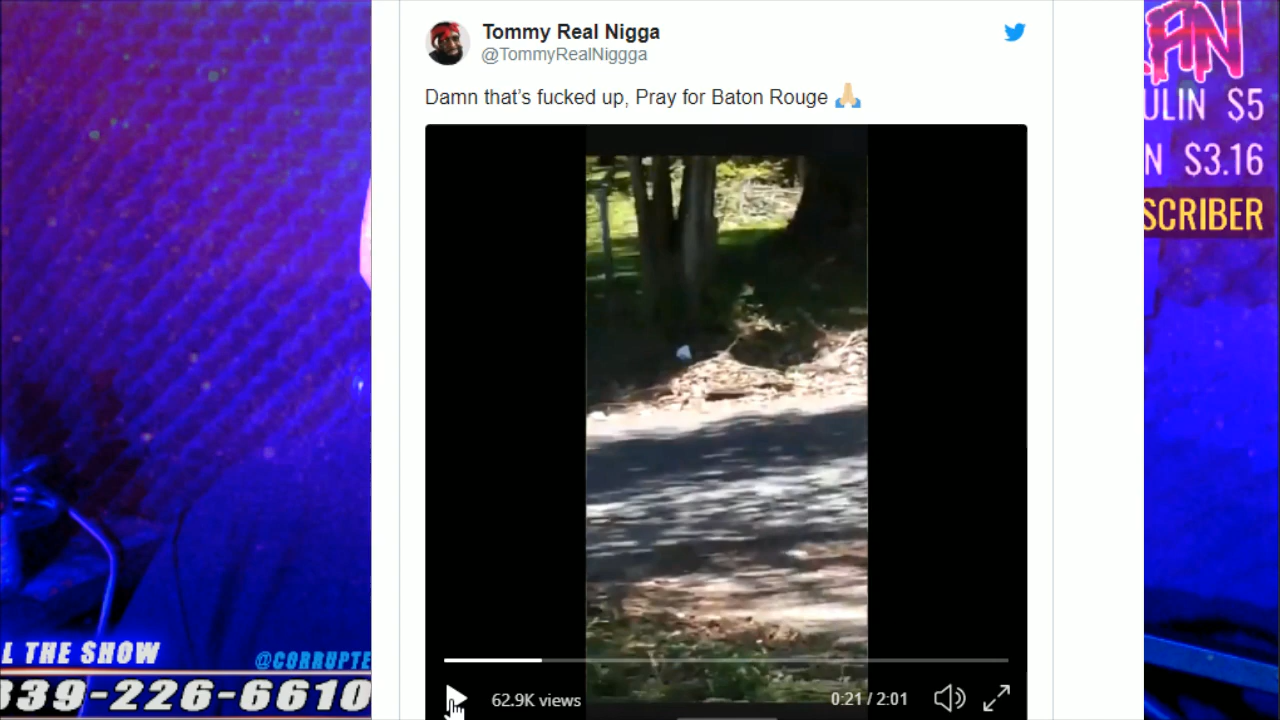 Tommy Real Nigga
@TommyRealNiggga
Damn that's fucked up, Pray for Baton Rouge
AN
ULIN $5
N $3.16
SCRIBER
L THE SHOW
@CORRUPTE
339-226-6610
62.9K views
0:21 / 2:01